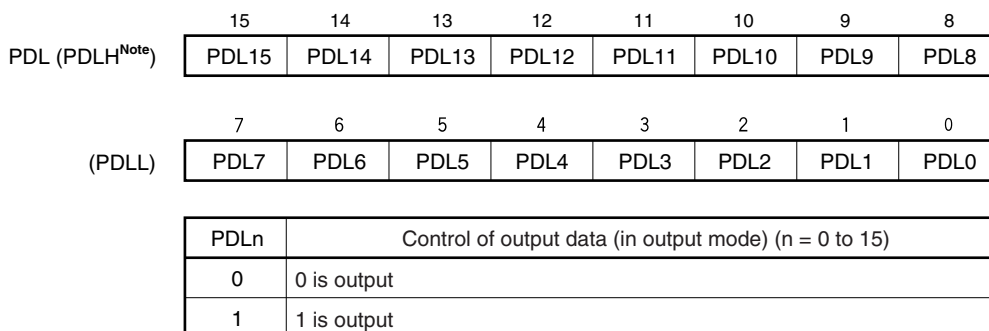 15 14 13 12 11 10 9 8
PDL (PDLH^Note) PDL15 PDL14 PDL13 PDL12 PDL11 PDL10 PDL9 PDL8
7 6 5 4 3 2 1 0
(PDLL) PDL7 PDL6 PDL5 PDL4 PDL3 PDL2 PDL1 PDL0
PDLn Control of output data (in output mode) (n = 0 to 15)
0 0 is output
1 1 is output